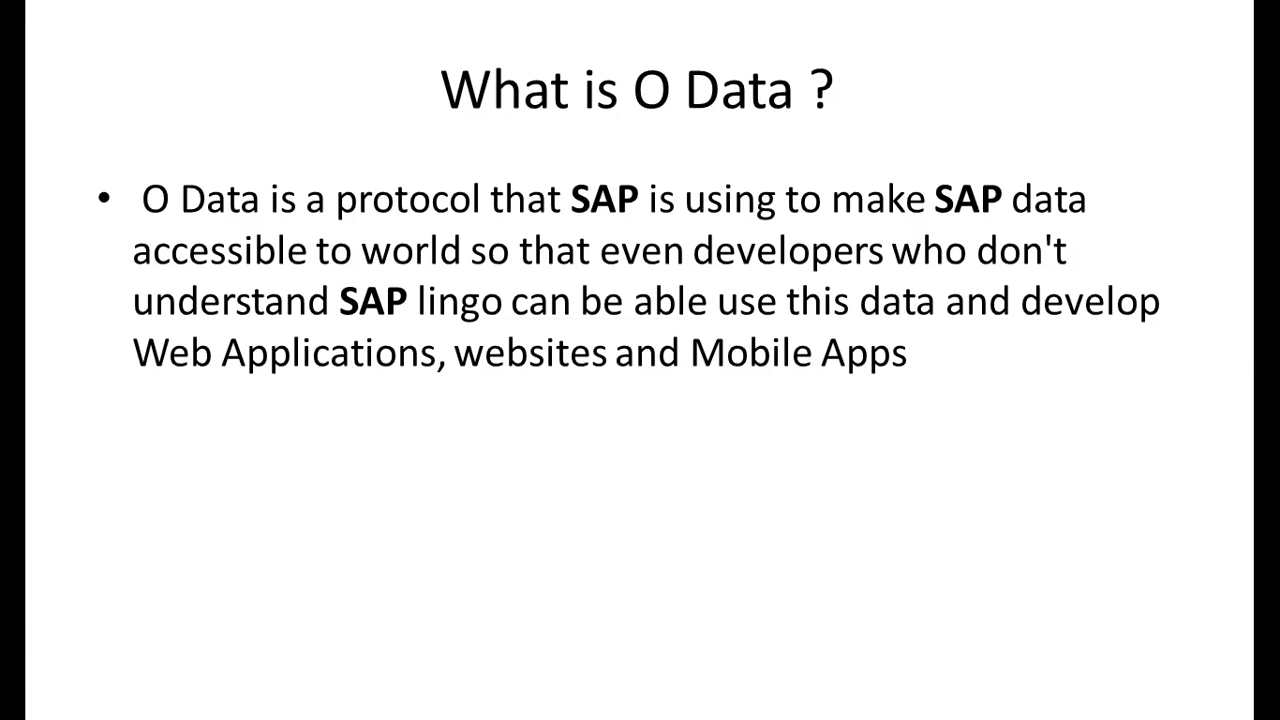 What is O Data ?
• O Data is a protocol that SAP is using to make SAP data
accessible to world so that even developers who don't
understand SAP lingo can be able use this data and develop
Web Applications, websites and Mobile Apps